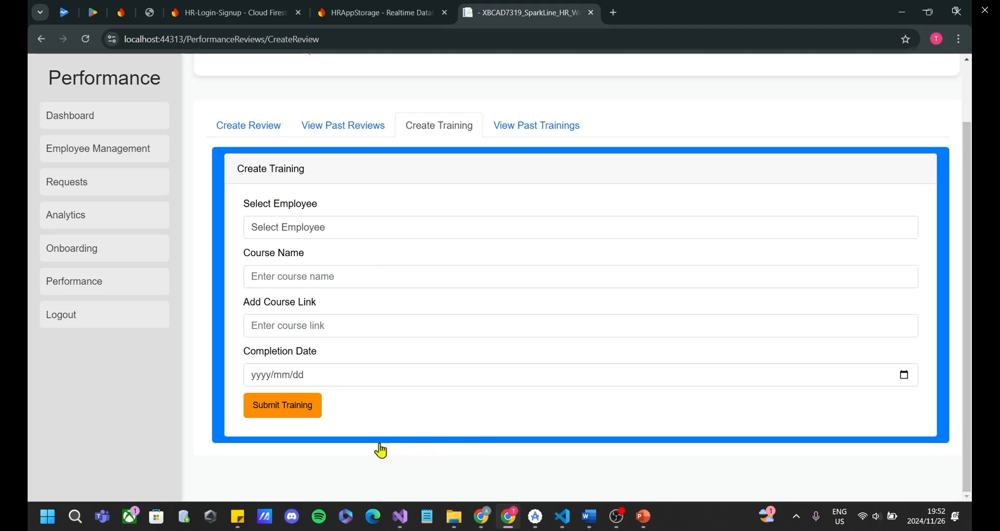 HR-Login-Signup - Cloud Firest
HRAppStorage - Realtime Data
- XBCAD7319_SparkLine_HR_W
localhost:44313/PerformanceReviews/CreateReview
T
Performance
Dashboard
Employee Management
Requests
Analytics
Onboarding
Performance
Logout
Create Review
View Past Reviews
Create Training
View Past Trainings
Create Training
Select Employee
Select Employee
Course Name
Enter course name
Add Course Link
Enter course link
Completion Date
yyyy/mm/dd
Submit Training
1
A
T
1
ENG
US
19:52
2024/11/26